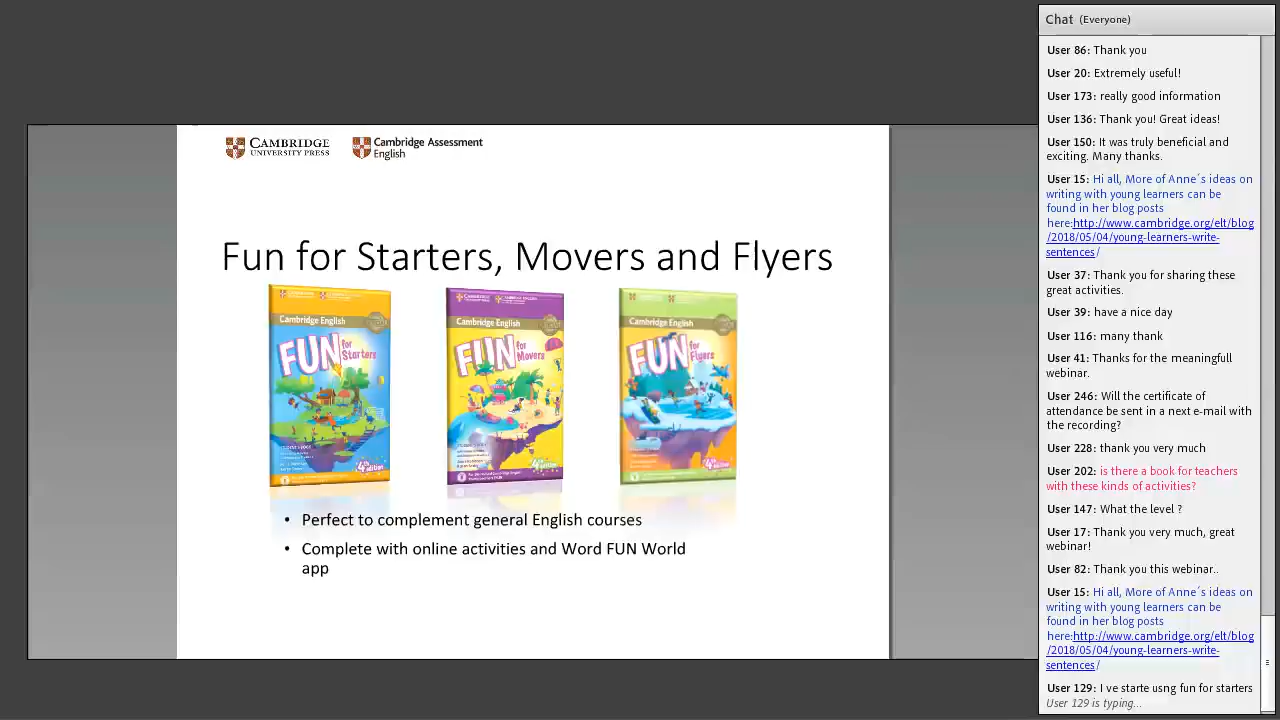 CAMBRIDGE
UNIVERSITY PRESS
Cambridge Assessment
English
Fun for Starters, Movers and Flyers
Cambridge English
FUN for Starters
4th edition
Cambridge English
FUN for Movers
4th edition
Cambridge English
FUN for Flyers
4th edition
• Perfect to complement general English courses
• Complete with online activities and Word FUN World
app
Chat (Everyone)
User 86: Thank you
User 20: Extremely useful!
User 173: really good information
User 136: Thank you! Great ideas!
User 150: It was truly beneficial and
exciting. Many thanks.
User 15: Hi all, More of Anne´s ideas on
writing with young learners can be
found in her blog posts
here:http://www.cambridge.org/elt/blog
/2018/05/04/young-learners-write-
sentences/
User 37: Thank you for sharing these
great activities.
User 39: have a nice day
User 116: many thank
User 41: Thanks for the meaningfull
webinar.
User 246: Will the certificate of
attendance be sent in a next e-mail with
the recording?
User 228: thank you very much
User 202: is there a book for teachers
with these kinds of activities?
User 147: What the level ?
User 17: Thank you very much, great
webinar!
User 82: Thank you this webinar..
User 15: Hi all, More of Anne´s ideas on
writing with young learners can be
found in her blog posts
here:http://www.cambridge.org/elt/blog
/2018/05/04/young-learners-write-
sentences/
User 129: I ve starte usng fun for starters
User 129 is typing...